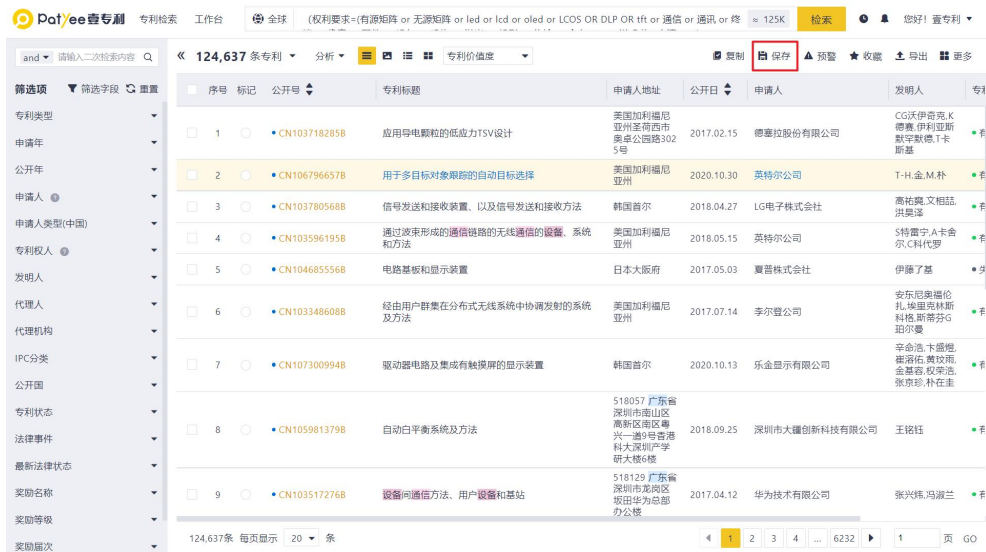 Patyee壹专利 专利检索 工作台 全球 (权利要求=(有源矩阵 or 无源矩阵 or led or lcd or oled or LCOS OR DLP OR tft or 通信 or 通讯 or 终 ≈ 125K 检索 您好! 壹专利
and 请输入二次检索内容 124,637 条专利 分析 专利价值度 复制 保存 预警 收藏 导出 更多
筛选项 筛选字段 重置
专利类型
申请年
公开年
申请人
申请人类型(中国)
专利权人
发明人
代理人
代理机构
IPC分类
公开国
专利状态
法律事件
最新法律状态
奖励名称
奖励等级
奖励届次
序号 标记 公开号 专利标题 申请人地址 公开日 申请人 发明人 专
1 CN103718285B 应用导电颗粒的低应力TSV设计 美国加利福尼亚州圣荷西市奥卓公园路3025号 2017.02.15 德塞拉股份有限公司 CG沃伊奇克,K德赛,伊利亚斯默罕默德,T卡斯基 有
2 CN106796657B 用于多目标对象跟踪的自动目标选择 美国加利福尼亚州 2020.10.30 英特尔公司 T-H.金,M.朴 有
3 CN103780568B 信号发送和接收装置、以及信号发送和接收方法 韩国首尔 2018.04.27 LG电子株式会社 高祐奭,文相喆,洪昊泽 有
4 CN103596195B 通过波束形成的通信链路的无线通信的设备、系统和方法 美国加利福尼亚州 2018.05.15 英特尔公司 S特雷宁,A卡舍尔,C科代罗 有
5 CN104685556B 电路基板和显示装置 日本大阪府 2017.05.03 夏普株式会社 伊藤了基 失
6 CN103348608B 经由用户群集在分布式无线系统中协调发射的系统及方法 美国加利福尼亚州 2017.07.14 李尔登公司 安东尼奥福伦扎,埃里克林斯科格,斯蒂芬G珀尔曼 有
7 CN107300994B 驱动器电路及集成有触摸屏的显示装置 韩国首尔 2020.10.13 乐金显示有限公司 辛命浩,卞盛煜,崔洛佑,黄玟雨,金基容,权荣浩,张京珍,朴在圭 有
8 CN105981379B 自动白平衡系统及方法 518057 广东省深圳市南山区高新区南区粤兴一道9号香港科大深圳产学研大楼6楼 2018.09.25 深圳市大疆创新科技有限公司 王铭钰 有
9 CN103517276B 设备间通信方法、用户设备和基站 518129 广东省深圳市龙岗区坂田华为总部办公楼 2017.04.12 华为技术有限公司 张兴炜,冯淑兰 有
124,637条 每页显示 20 条 1 2 3 4 ... 6232 1 页 GO